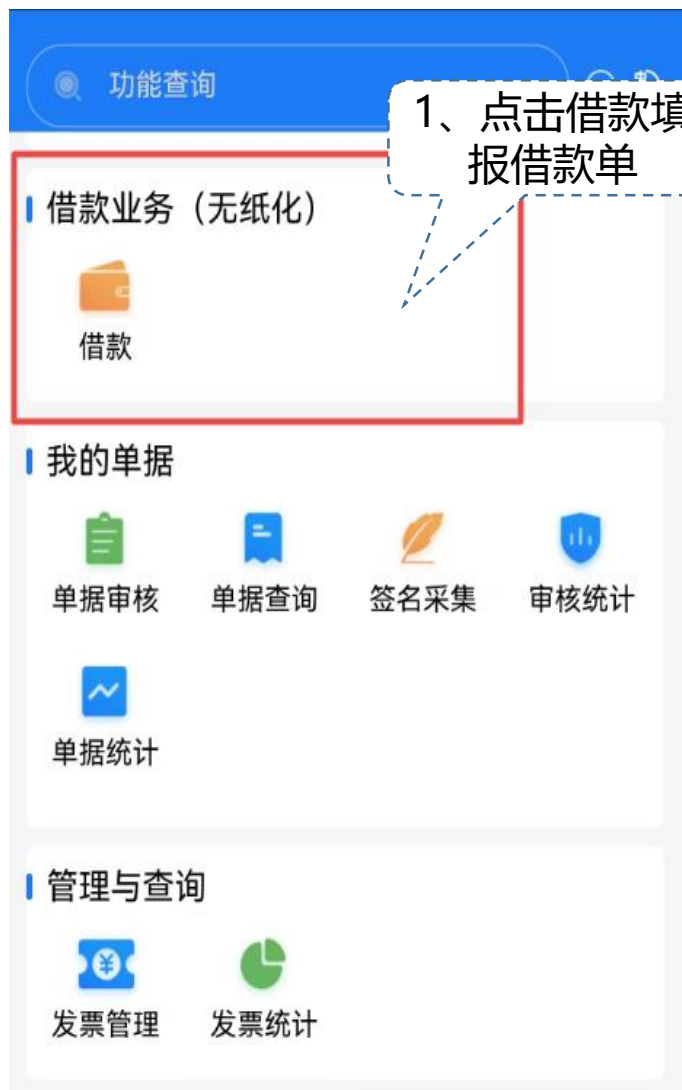 功能查询
1、点击借款填
报借款单
借款业务（无纸化）
借款
我的单据
单据审核 单据查询 签名采集 审核统计
单据统计
管理与查询
发票管理 发票统计